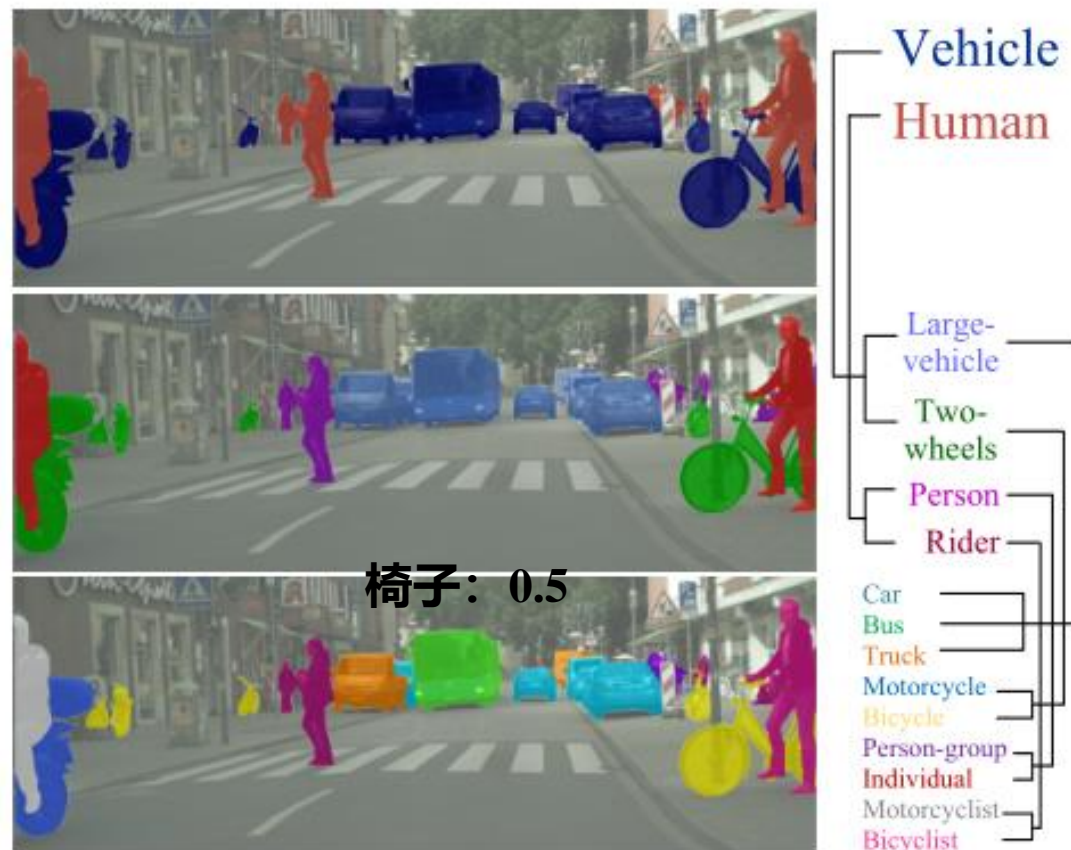 Vehicle
Human
Large-
vehicle
Two-
wheels
Person
Rider
椅子：0.5
Car
Bus
Truck
Motorcycle
Bicycle
Person-group
Individual
Motorcyclist
Bicyclist